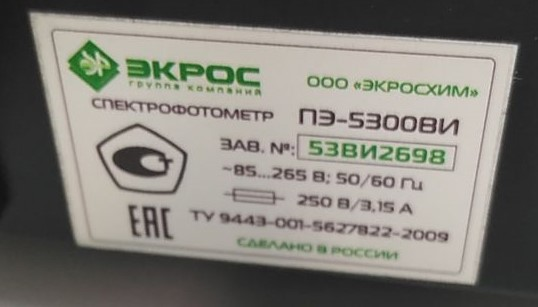 ЭКРОС
группа компаний
ООО «ЭКРОСХИМ»
СПЕКТРОФОТОМЕТР ПЭ-5300ВИ
ЗАВ. №: 53ВИ2698
~85...265 В; 50/60 Гц
250 В/3,15 А
ЕАС ТУ 9443-001-5627822-2009
СДЕЛАНО В РОССИИ